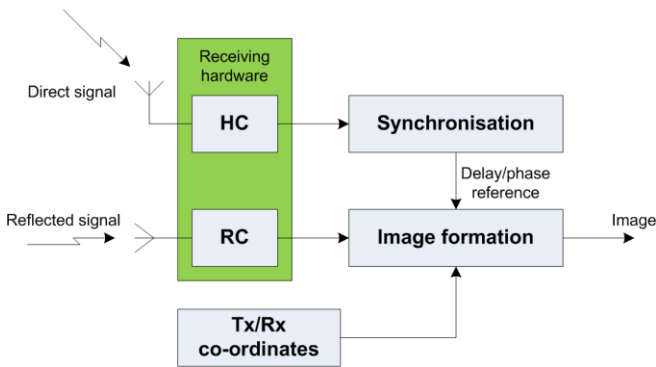 Receiving
hardware
Direct signal
HC
Synchronisation
Delay/phase
reference
Reflected signal
RC
Image formation
Image
Tx/Rx
co-ordinates